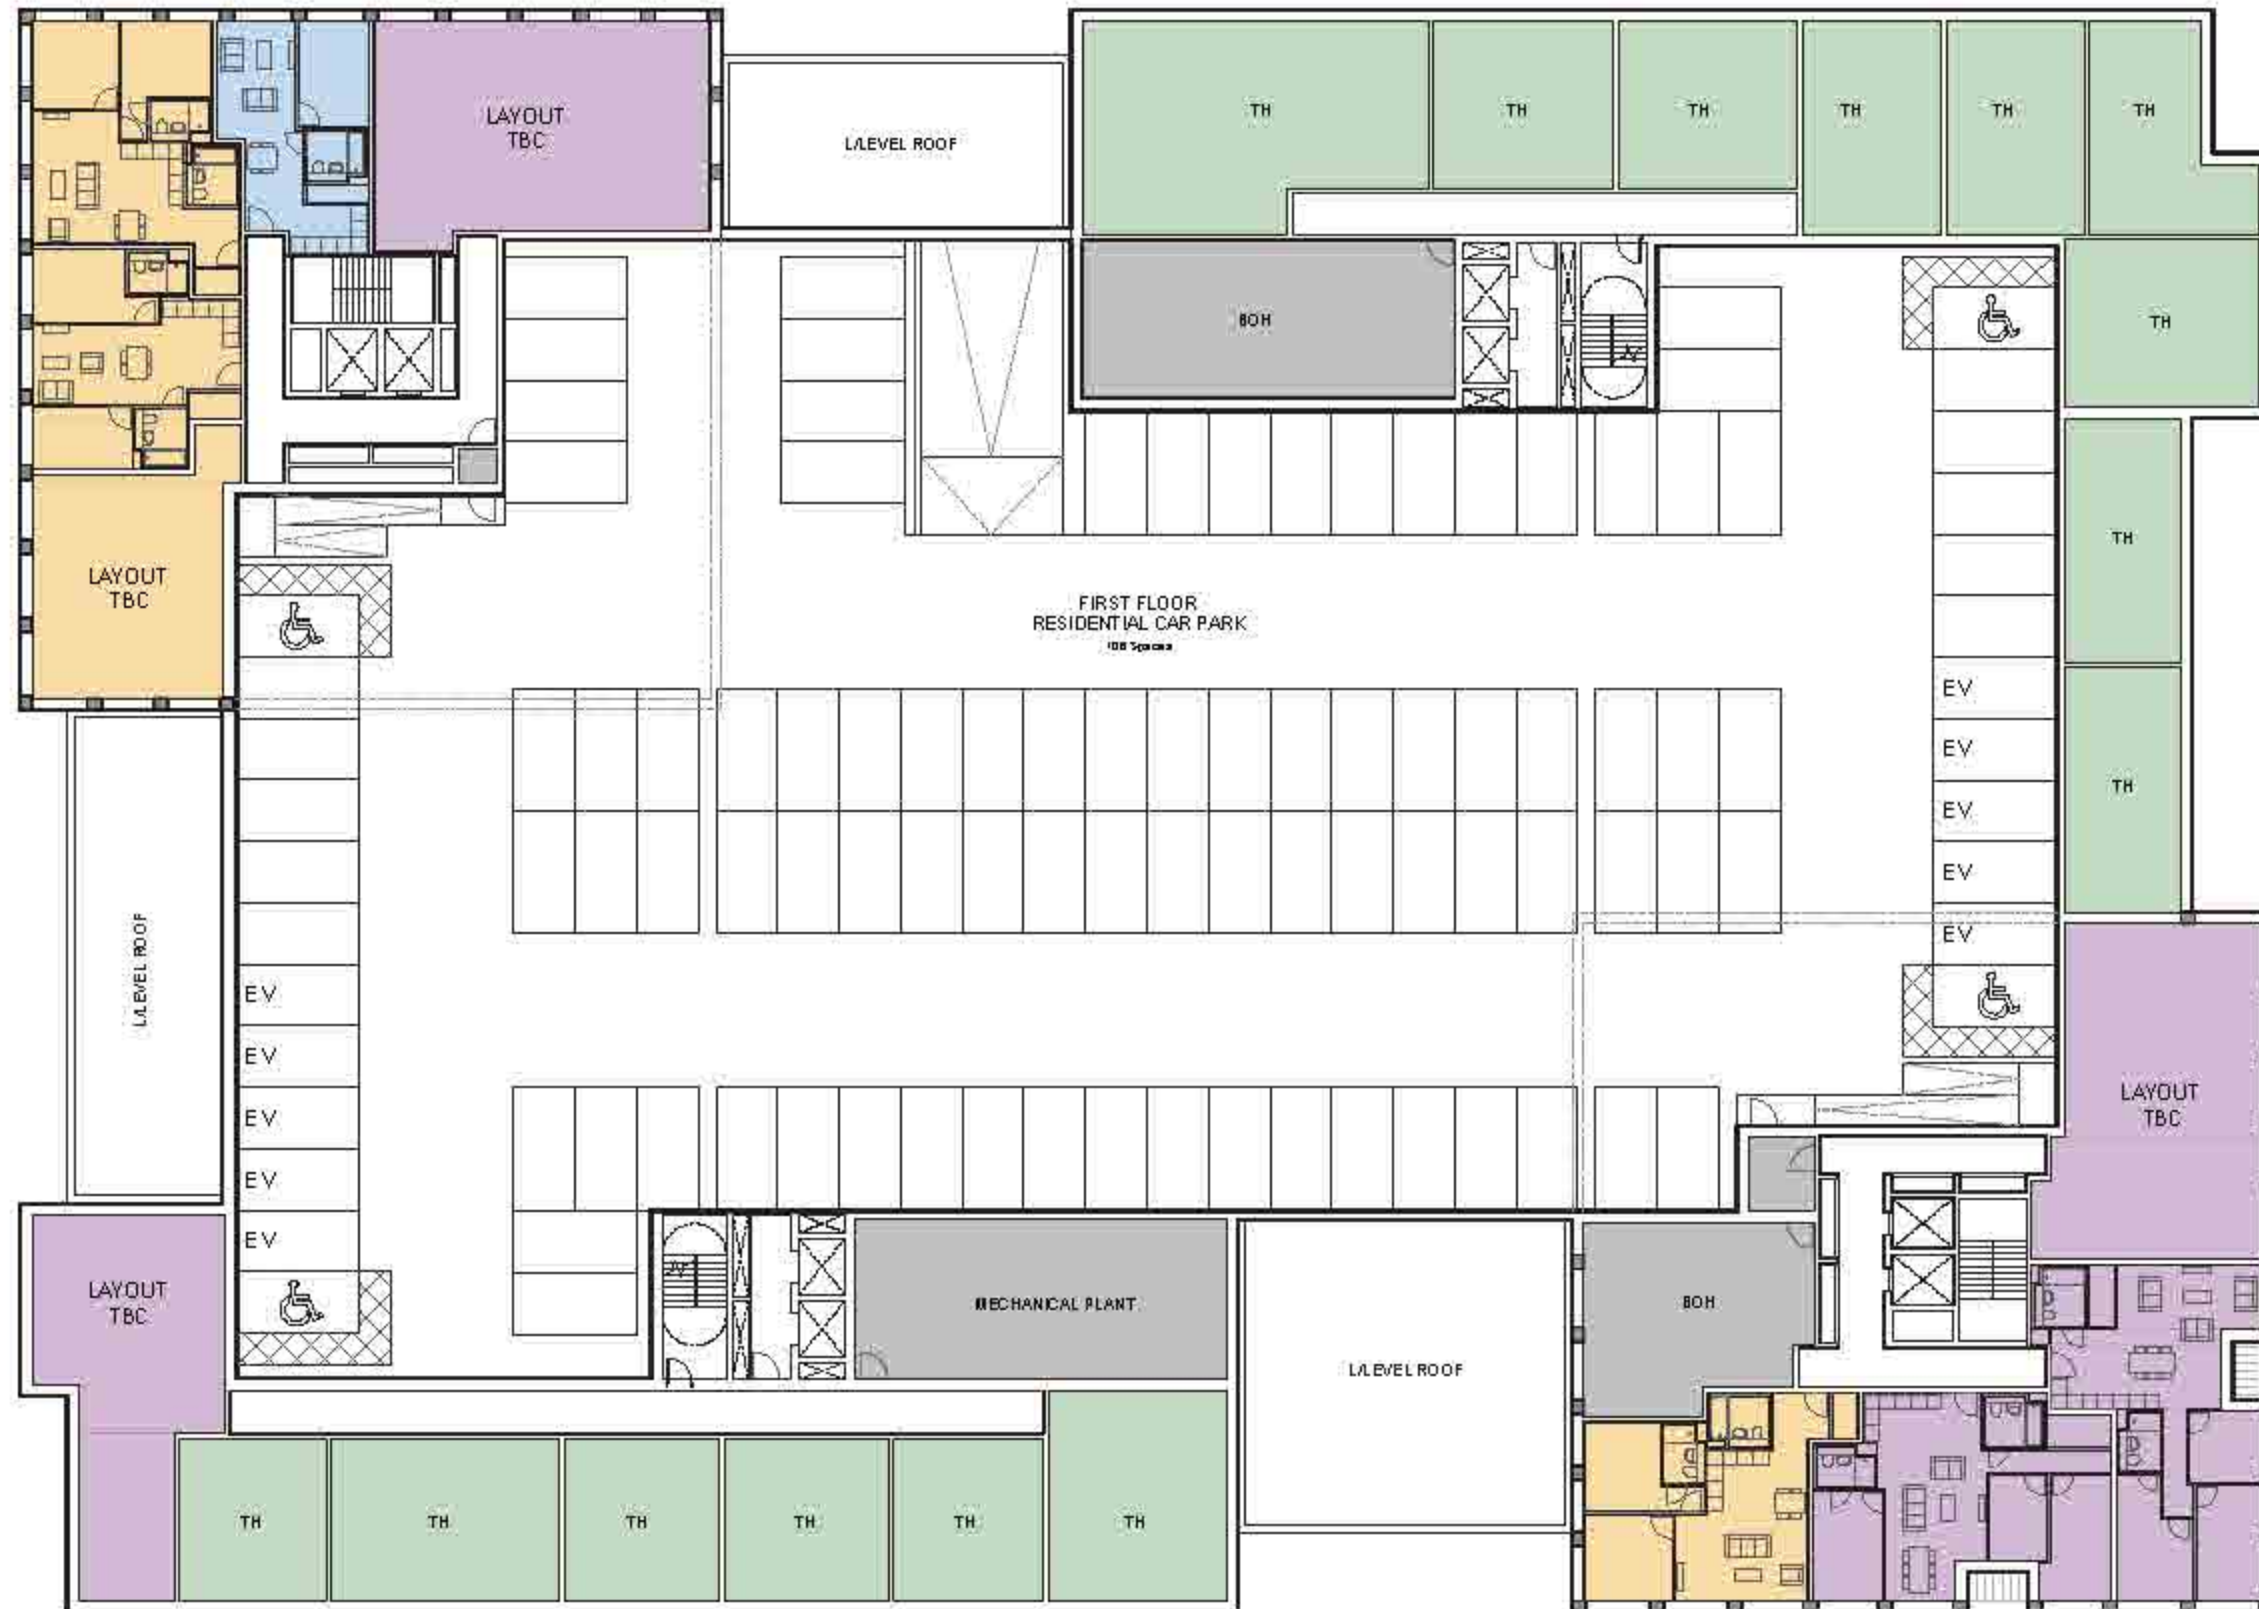 LAYOUT
TBC
L/LEVEL ROOF
TH
TH
TH
TH
TH
TH
BOH
TH
LAYOUT
TBC
FIRST FLOOR
RESIDENTIAL CAR PARK
Spaces
TH
TH
EV
EV
EV
EV
EV
L/LEVEL ROOF
EV
EV
EV
EV
EV
LAYOUT
TBC
LAYOUT
TBC
MECHANICAL PLANT
L/LEVEL ROOF
BOH
TH
TH
TH
TH
TH
TH